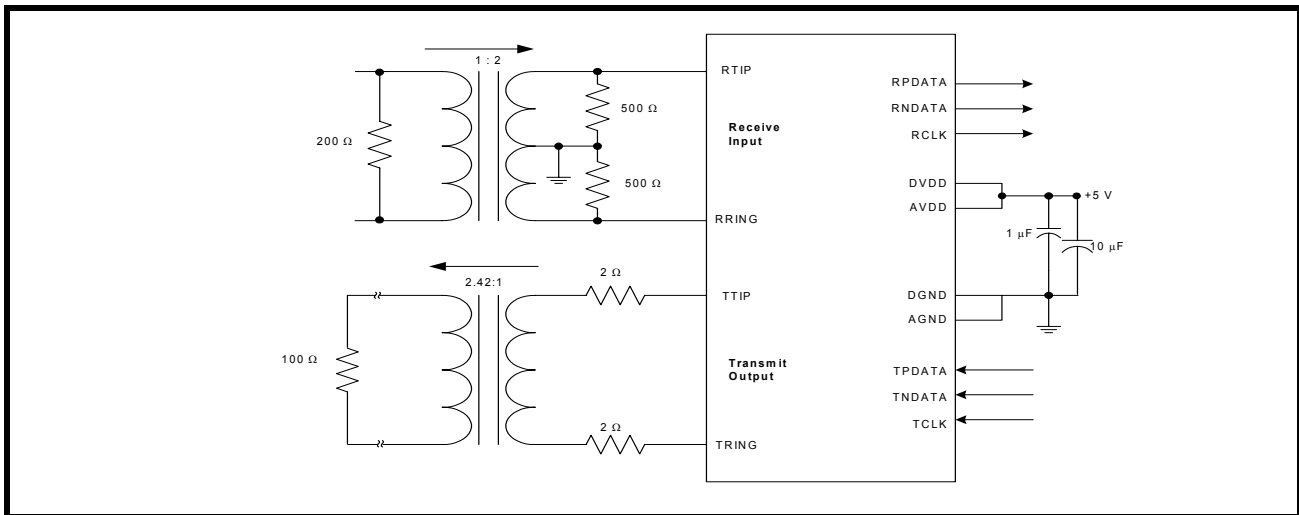 1 : 2
RTIP
RPDATA
500 Ω
RNDATA
Receive
Input
RCLK
200 Ω
500 Ω
DVDD
+5 V
AVDD
RRING
1 µF
10 µF
2.42:1
2 Ω
TTIP
DGND
AGND
100 Ω
Transmit
Output
TPDATA
TNDATA
TCLK
2 Ω
TRING